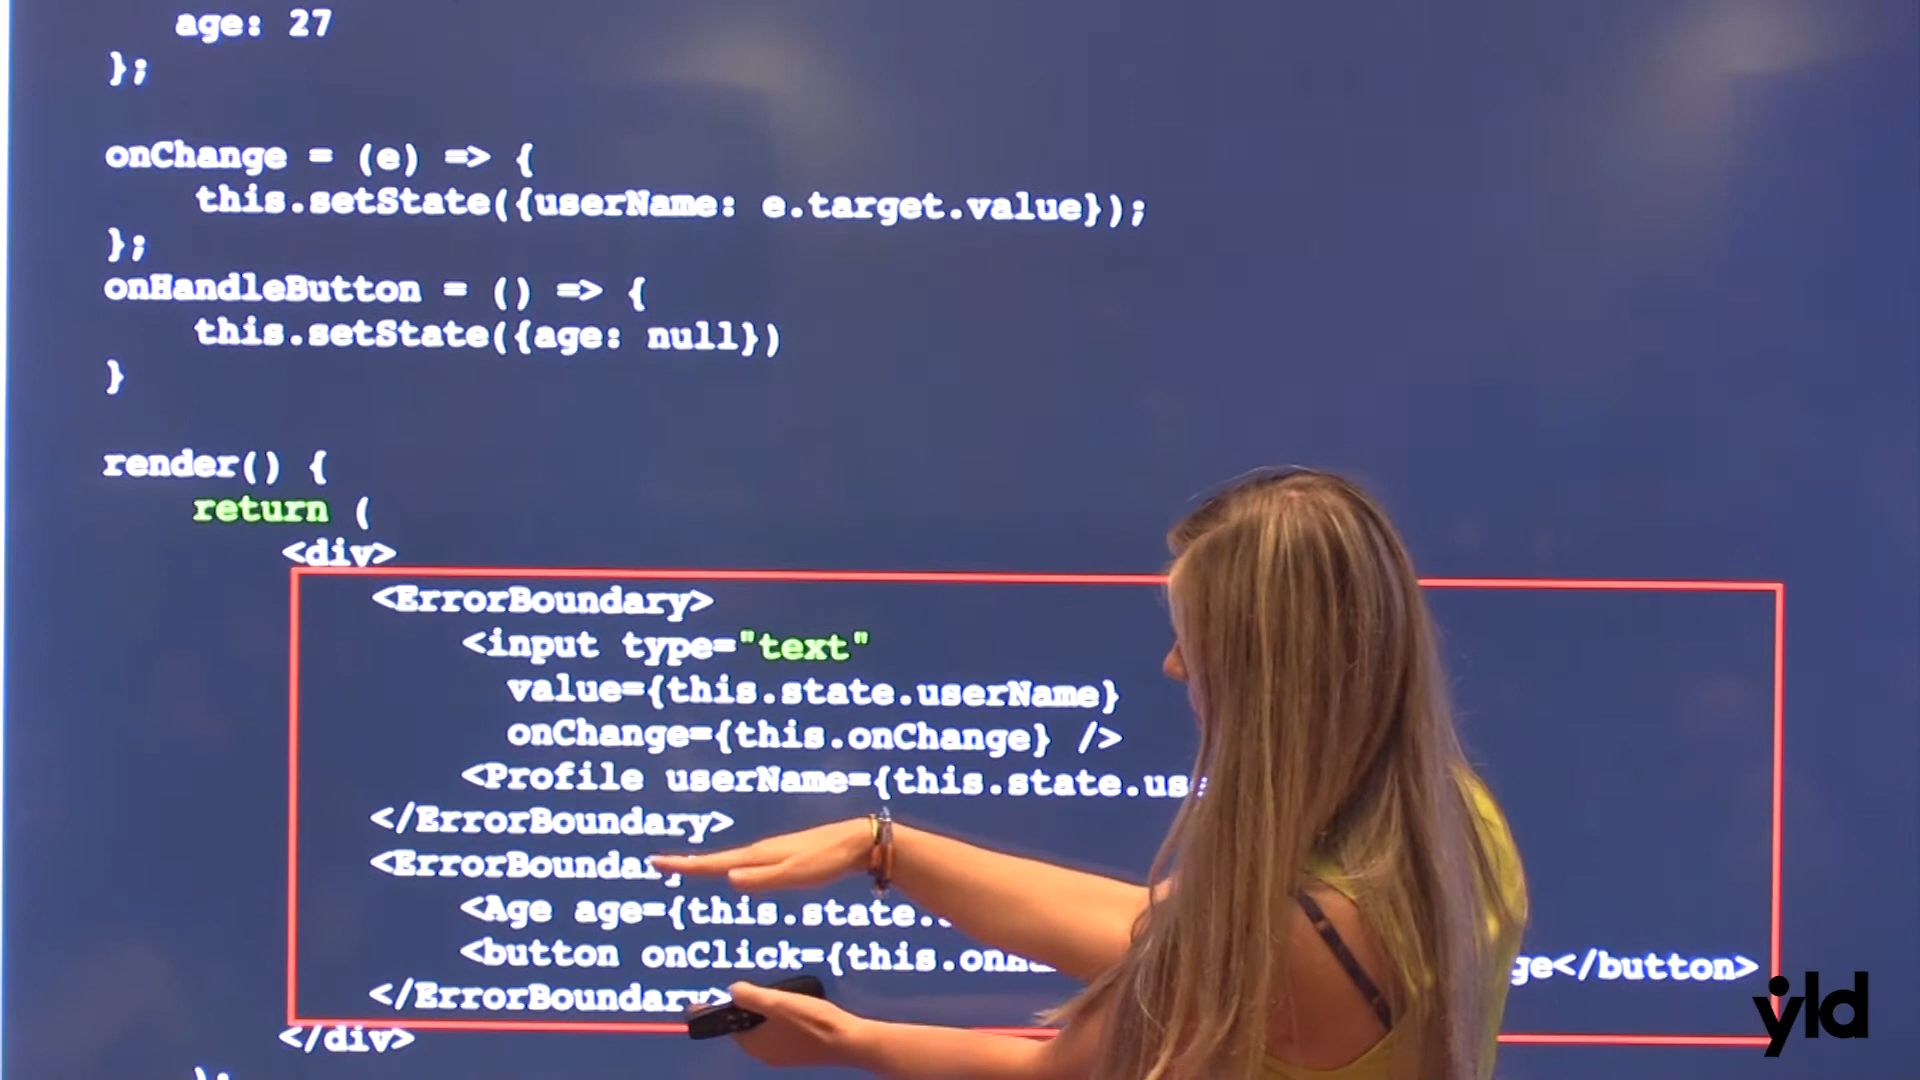 age: 27
};
onChange = (e) => {
this.setState({userName: e.target.value});
};
onHandleButton = () => {
this.setState({age: null})
}
render() {
return (
<div>
<ErrorBoundary>
<input type="text"
value={this.state.userName}
onChange={this.onChange} />
<Profile userName={this.state.
</ErrorBoundary>
<ErrorBoundary
<Age age={this.state.
<button onClick={this. </button>
</ErrorBoundary>
</div>
);
yld